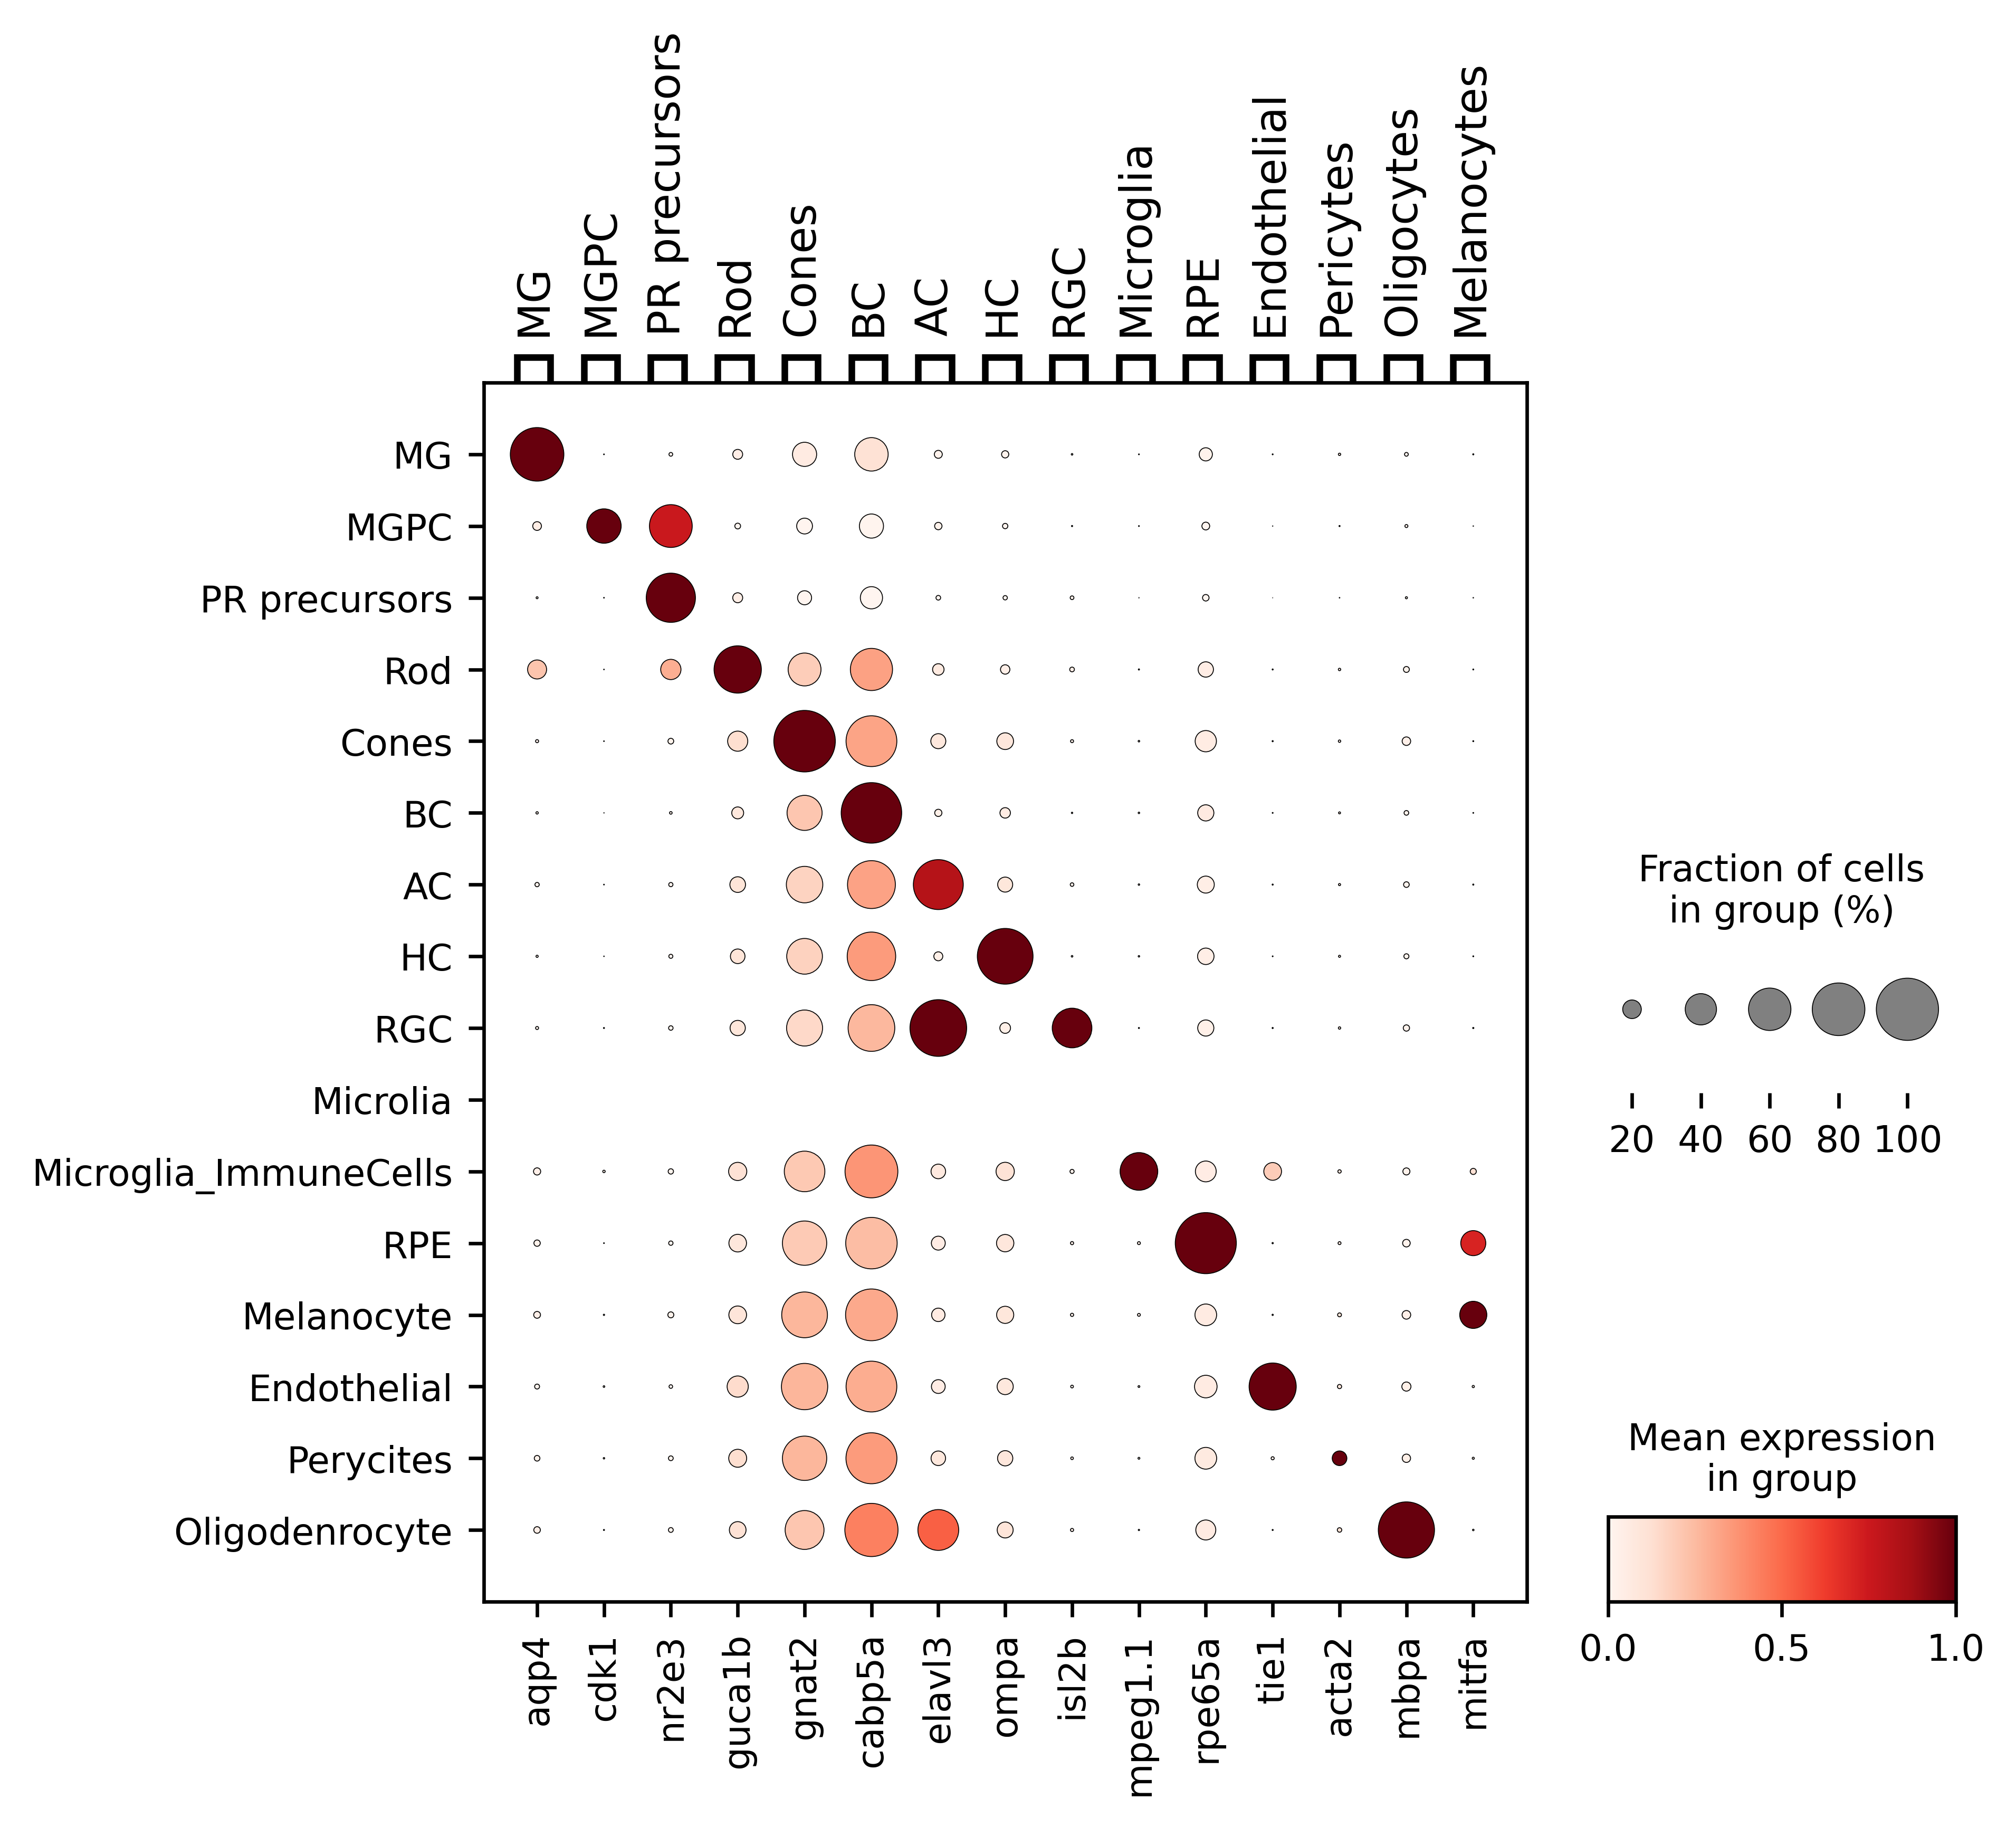 MG
MGPC
PR precursors
Rod
Cones
BC
AC
HC
RGC
Microglia
RPE
Endothelial
Pericytes
Oligocytes
Melanocytes
MG
MGPC
PR precursors
Rod
Cones
BC
AC
HC
RGC
Microlia
Microglia_ImmuneCells
RPE
Melanocyte
Endothelial
Perycites
Oligodenrocyte
aqp4
cdk1
nr2e3
guca1b
gnat2
cabp5a
elavl3
ompa
isl2b
mpeg1.1
rpe65a
tie1
acta2
mbpa
mitfa
Fraction of cells
in group (%)
20 40 60 80 100
Mean expression
in group
0.0 0.5 1.0